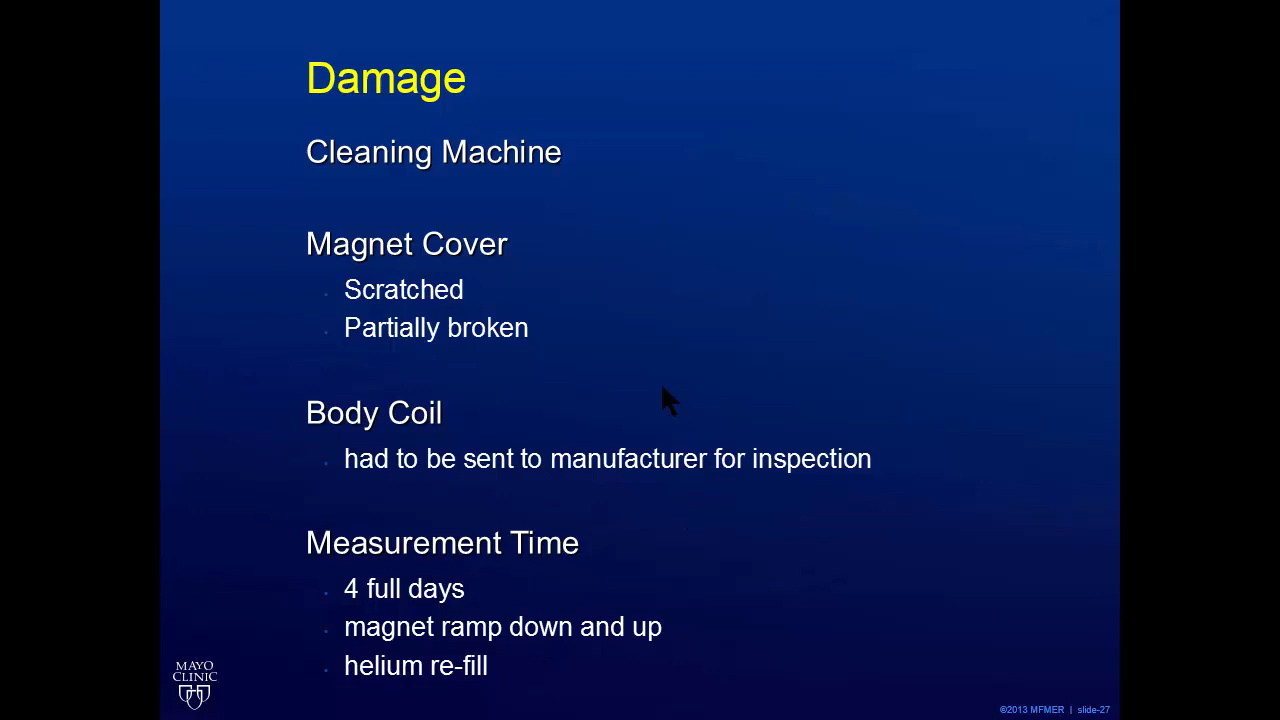 Damage
Cleaning Machine
Magnet Cover
Scratched
Partially broken
Body Coil
had to be sent to manufacturer for inspection
Measurement Time
4 full days
magnet ramp down and up
helium re-fill
MAYO
CLINIC
©2013 MFMER | slide-27